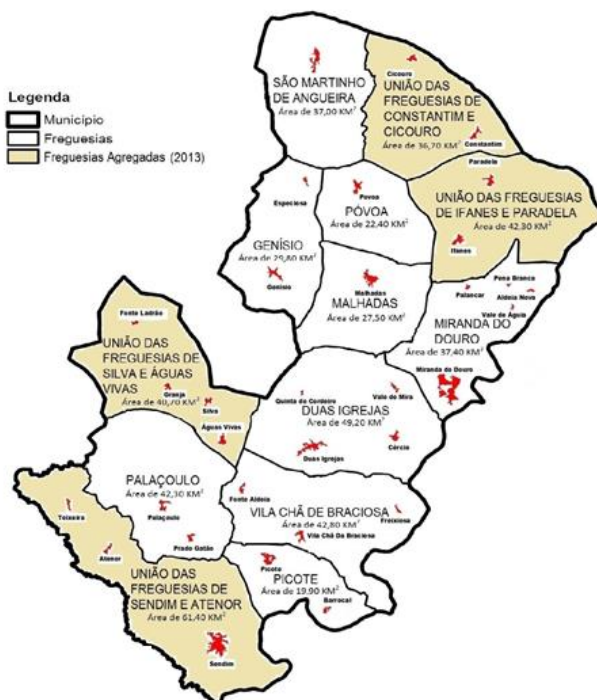 Legenda
Município
Freguesias
Freguesias Agregadas (2013)
SÃO MARTINHO
DE ANGUEIRA
Área de 37,00 KM²
Cicouro
UNIÃO DAS
FREGUESIAS DE
CONSTANTIM E
CICOURO
Área de 36,70 KM²
Constantim
Paradela
UNIÃO DAS FREGUESIAS
DE IFANES E PARADELA
Área de 42,30 KM²
Ifanes
Especiosa
GENÍSIO
Área de 29,80 KM²
Genísio
Póvoa
PÓVOA
Área de 22,40 KM²
Malhadas
MALHADAS
Área de 27,50 KM²
Pena Branca
Palancar
Aldeia Nova
Vale de Águia
MIRANDA DO
DOURO
Área de 37,40 KM²
Miranda do Douro
Fonte Ladrão
UNIÃO DAS
FREGUESIAS DE
SILVA E ÁGUAS
VIVAS
Área de 40,70 KM²
Granja
Silva
Águas Vivas
Quinta do Cordeiro
Vale de Mira
DUAS IGREJAS
Área de 49,20 KM²
Duas Igrejas
Cércio
PALAÇOULO
Área de 42,30 KM²
Palaçoulo
Prado Gatão
Fonte Aldeia
VILA CHÃ DE BRACIOSA
Área de 42,80 KM²
Freixiosa
Vila Chã Da Braciosa
Teixeira
Atenor
UNIÃO DAS
FREGUESIAS DE
SENDIM E ATENOR
Área de 61,40 KM²
Sendim
Picote
PICOTE
Área de 19,90 KM²
Barrocal